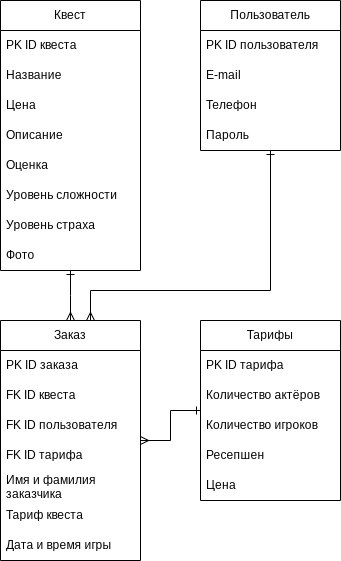 Квест
PK ID квеста
Название
Цена
Описание
Оценка
Уровень сложности
Уровень страха
Фото
Пользователь
PK ID пользователя
E-mail
Телефон
Пароль
Заказ
PK ID заказа
FK ID квеста
FK ID пользователя
FK ID тарифа
Имя и фамилия
заказчика
Тариф квеста
Дата и время игры
Тарифы
PK ID тарифа
Количество актёров
Количество игроков
Ресепшен
Цена